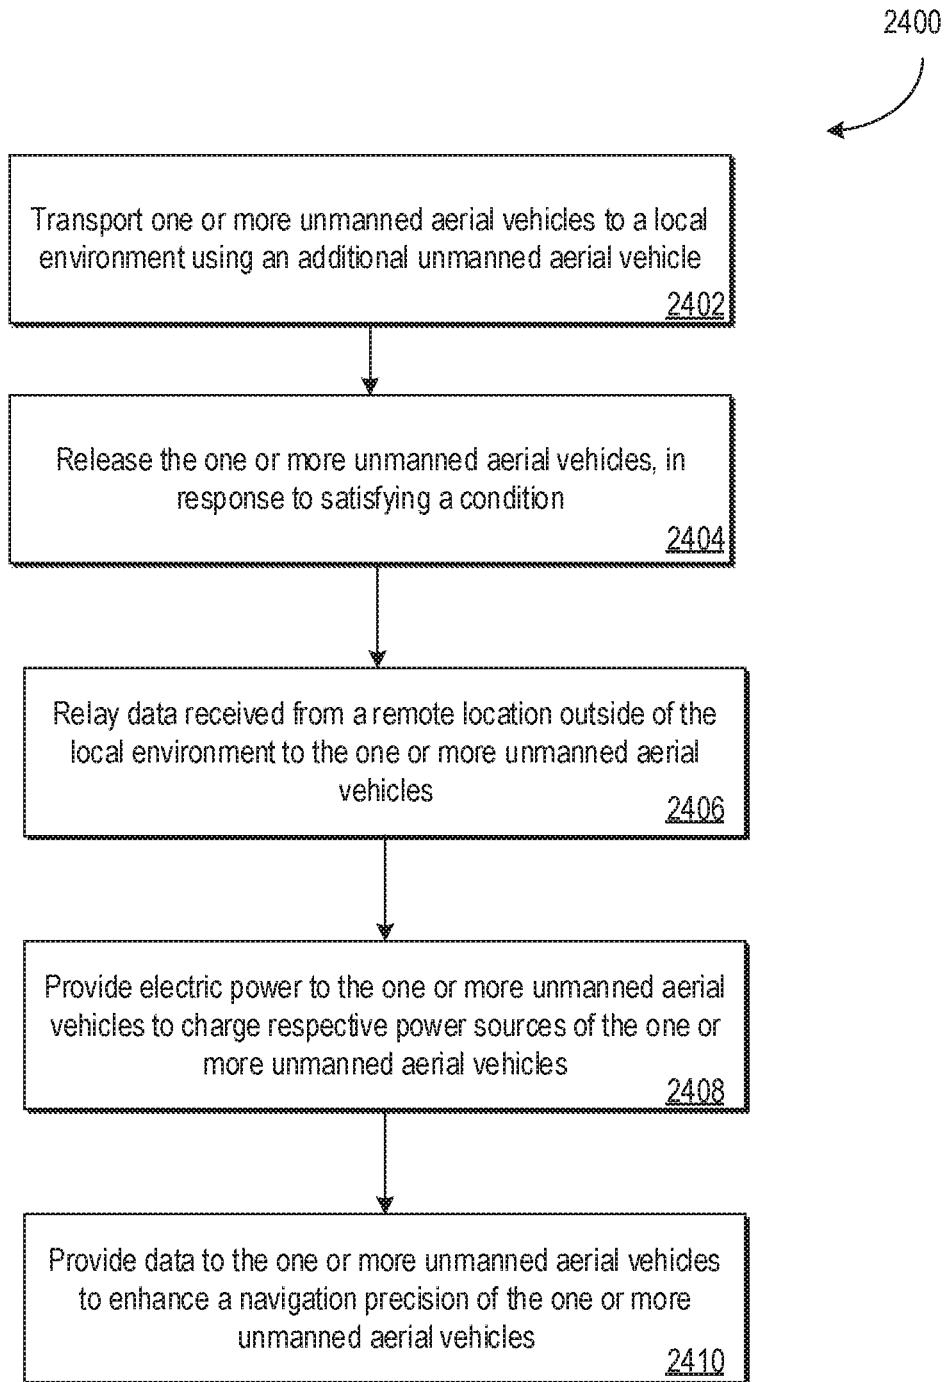 2400
Transport one or more unmanned aerial vehicles to a local
environment using an additional unmanned aerial vehicle
2402
Release the one or more unmanned aerial vehicles, in
response to satisfying a condition
2404
Relay data received from a remote location outside of the
local environment to the one or more unmanned aerial
vehicles
2406
Provide electric power to the one or more unmanned aerial
vehicles to charge respective power sources of the one or
more unmanned aerial vehicles
2408
Provide data to the one or more unmanned aerial vehicles
to enhance a navigation precision of the one or more
unmanned aerial vehicles
2410